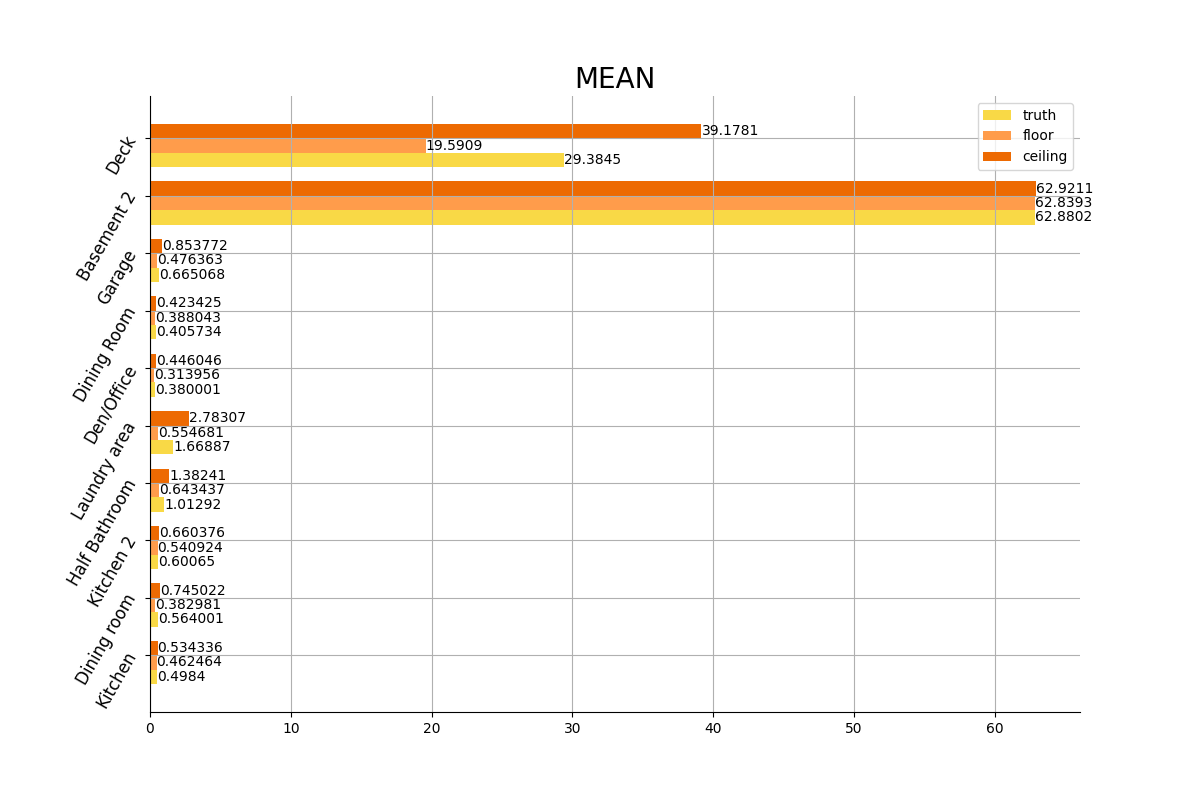 MEAN
truth
floor
ceiling
Deck
39.1781
19.5909
29.3845
Basement 2
62.9211
62.8393
62.8802
Garage
0.853772
0.476363
0.665068
Dining Room
0.423425
0.388043
0.405734
Den/Office
0.446046
0.313956
0.380001
Laundry area
2.78307
0.554681
1.66887
Half Bathroom
1.38241
0.643437
1.01292
Kitchen 2
0.660376
0.540924
0.60065
Dining room
0.745022
0.382981
0.564001
Kitchen
0.534336
0.462464
0.4984
0 10 20 30 40 50 60